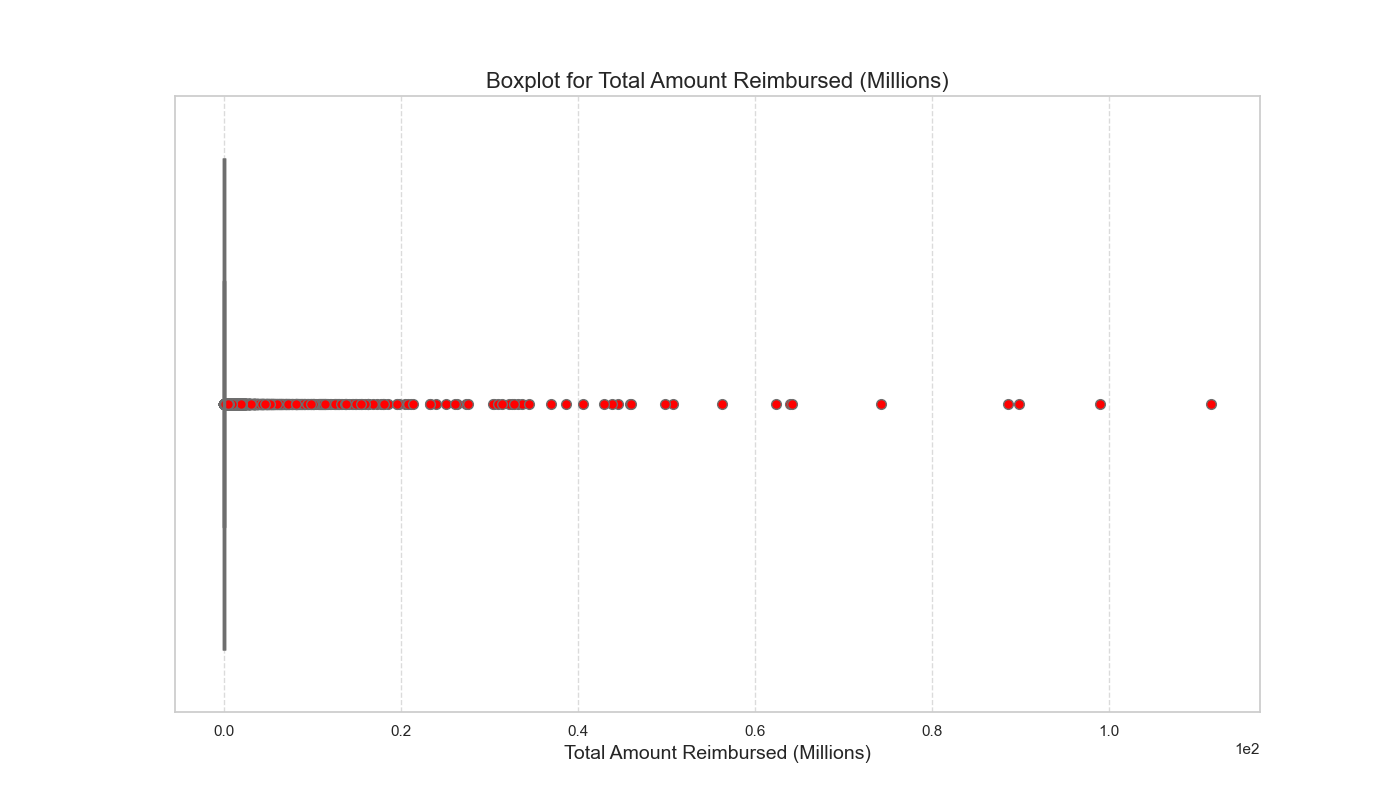 Boxplot for Total Amount Reimbursed (Millions)
0.0 0.2 0.4 0.6 0.8 1.0
Total Amount Reimbursed (Millions)
1e2